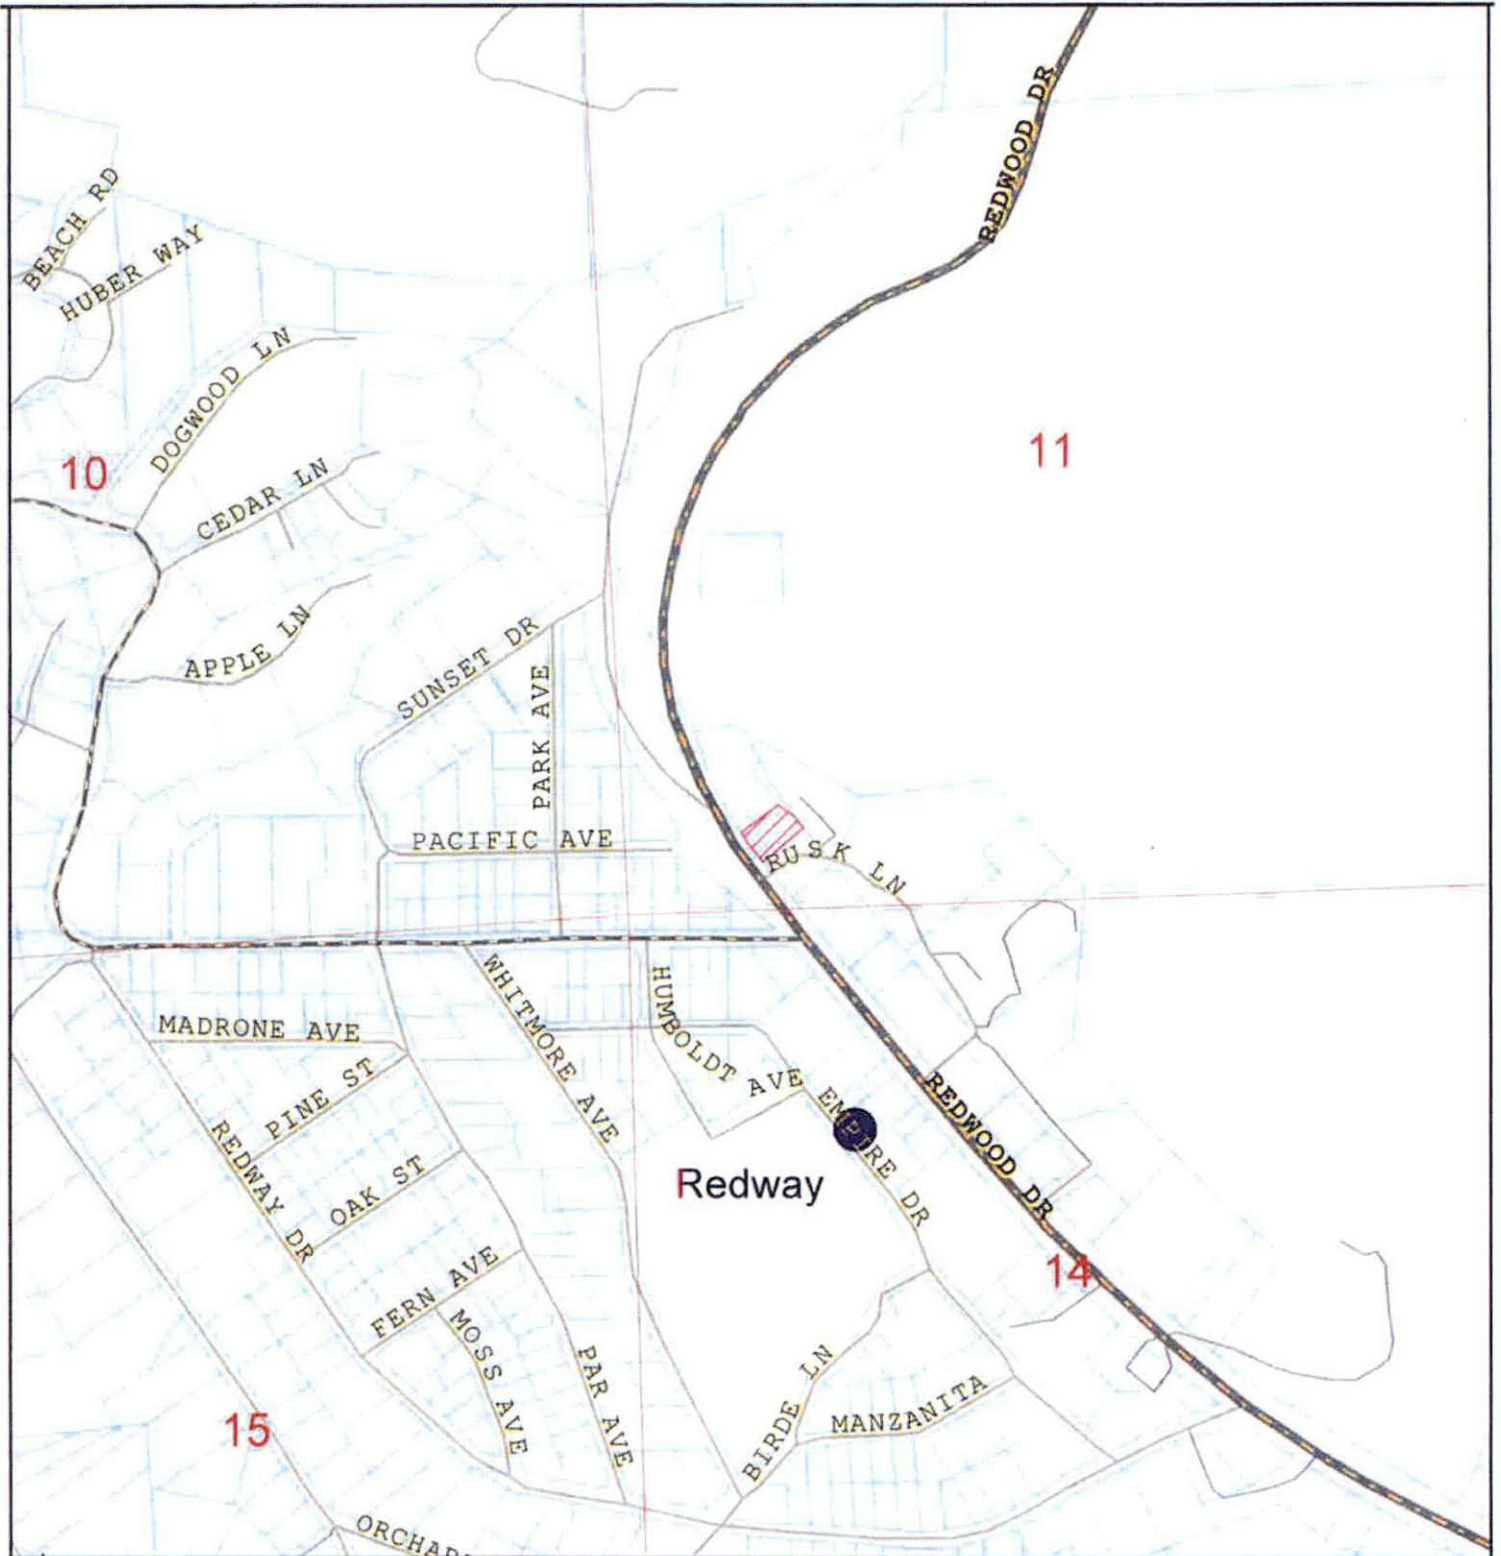 REDWOOD DR
BEACH RD
HUBER WAY
DOGWOOD LN
10
11
CEDAR LN
APPLE LN
SUNSET DR
PARK AVE
PACIFIC AVE
RUSK LN
WHITMORE AVE
HUMBOLDT AVE
MADRONE AVE
PINE ST
EMPIRE DR
REDWOOD DR
REDWAY DR
OAK ST
Redway
14
FERN AVE
MOSS AVE
PAR AVE
BIRDE LN
MANZANITA
15
ORCHARD